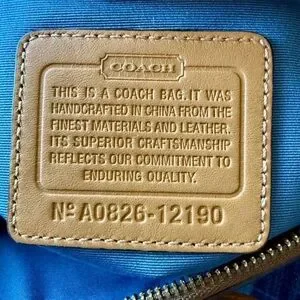 COACH
THIS IS A COACH BAG. IT WAS
HANDCRAFTED IN CHINA FROM THE
FINEST MATERIALS AND LEATHER.
ITS SUPERIOR CRAFTSMANSHIP
REFLECTS OUR COMMITMENT TO
ENDURING QUALITY.
Nº A0826-12190